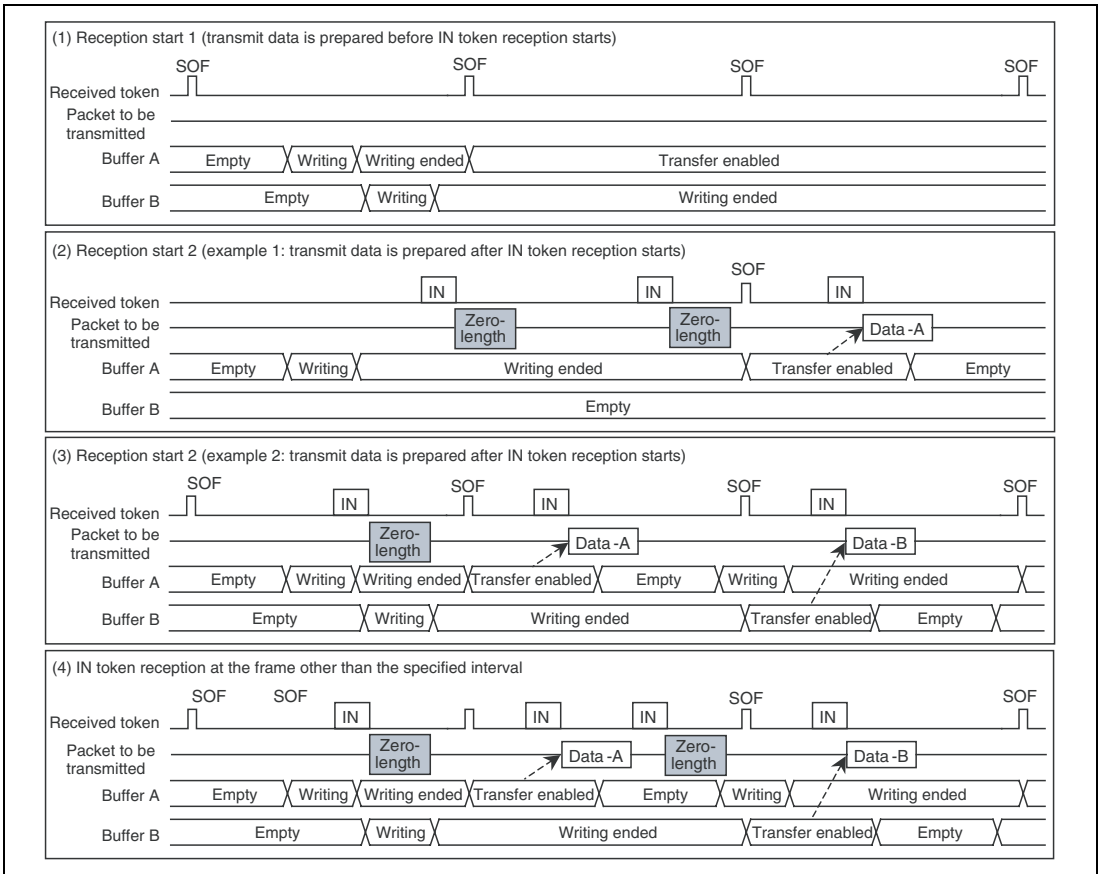 (1) Reception start 1 (transmit data is prepared before IN token reception starts)
SOF SOF SOF SOF
Received token
Packet to be
transmitted
Buffer A Empty Writing Writing ended Transfer enabled
Buffer B Empty Writing Writing ended
(2) Reception start 2 (example 1: transmit data is prepared after IN token reception starts)
SOF
Received token IN IN IN
Packet to be
transmitted
Zero-
length
Zero-
length
Data -A
Buffer A Empty Writing Writing ended Transfer enabled Empty
Buffer B Empty
(3) Reception start 2 (example 2: transmit data is prepared after IN token reception starts)
SOF SOF SOF SOF
Received token IN IN IN
Packet to be
transmitted
Zero-
length
Data -A
Data -B
Buffer A Empty Writing Writing ended Transfer enabled Empty Writing Writing ended
Buffer B Empty Writing Writing ended Transfer enabled Empty
(4) IN token reception at the frame other than the specified interval
SOF SOF SOF SOF
Received token IN IN IN IN
Packet to be
transmitted
Zero-
length
Data -A
Zero-
length
Data -B
Buffer A Empty Writing Writing ended Transfer enabled Empty Writing Writing ended
Buffer B Empty Writing Writing ended Transfer enabled Empty